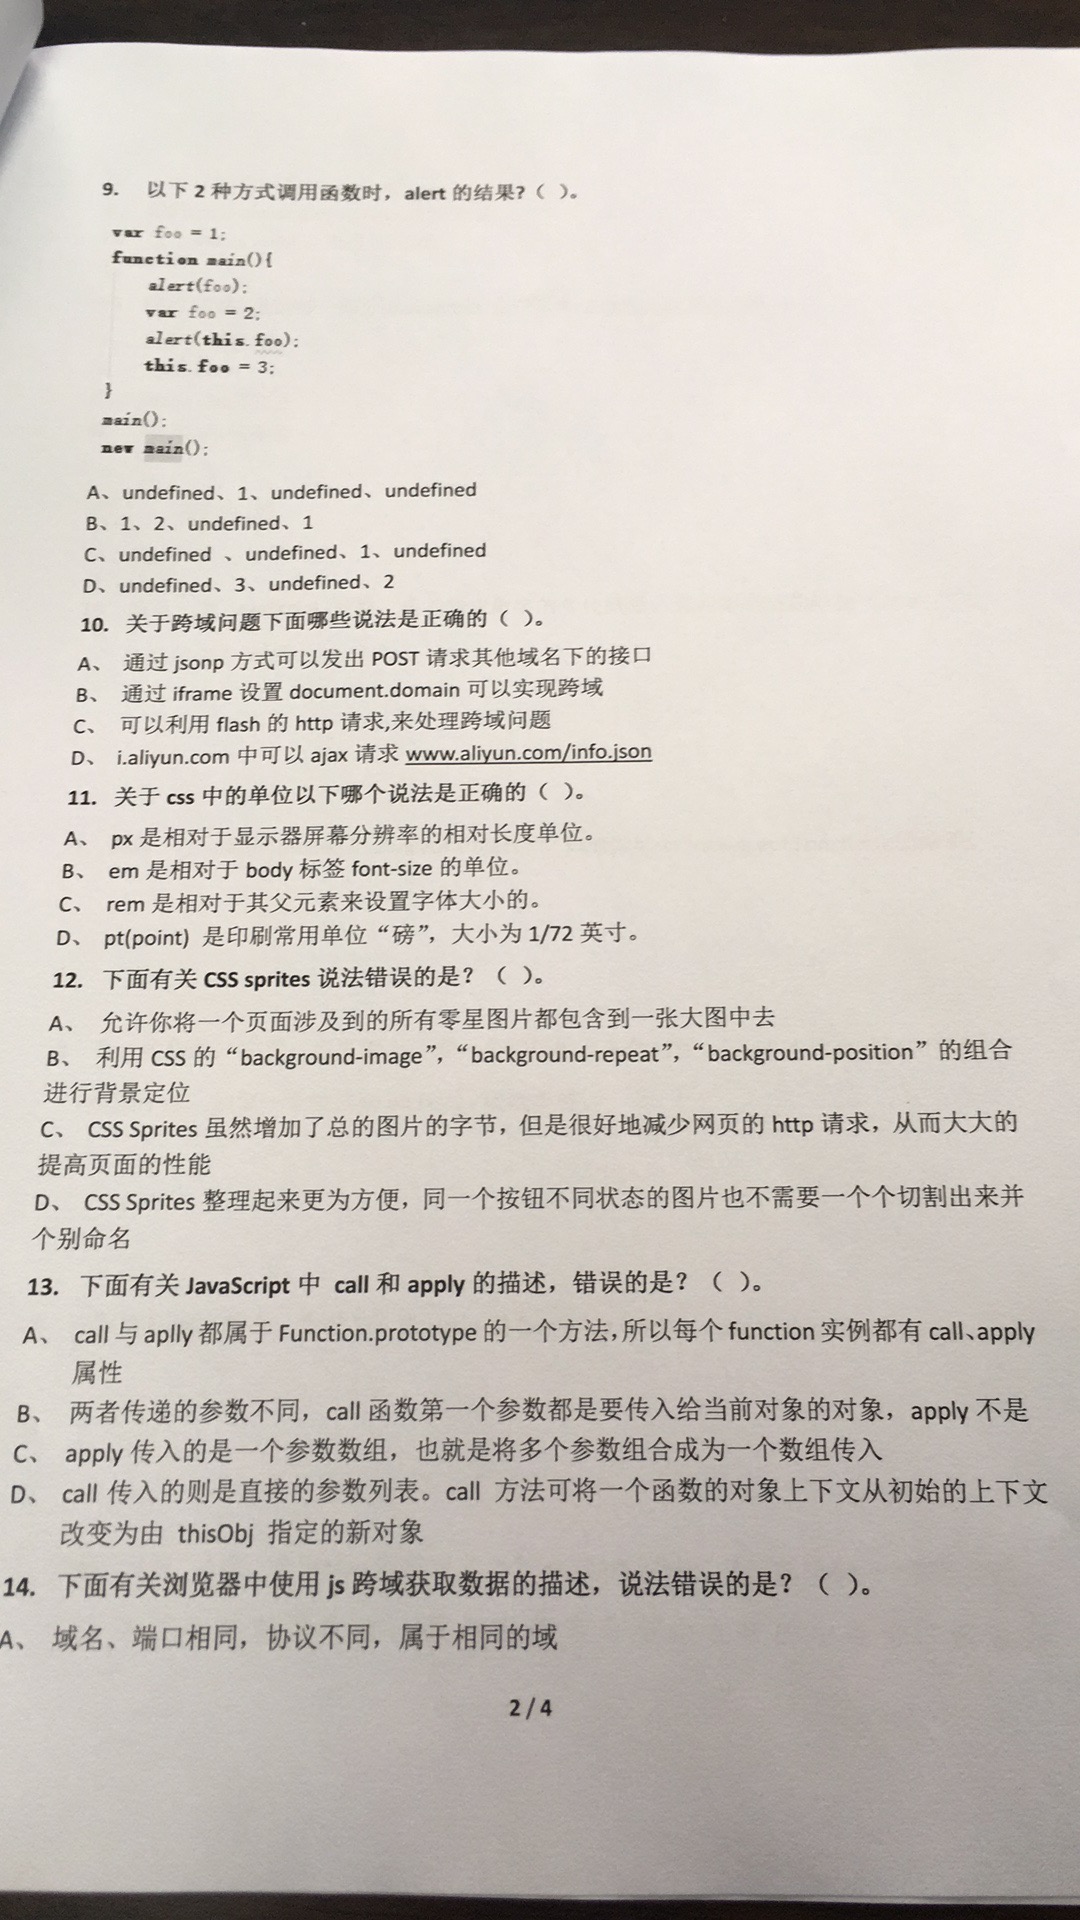 9. 以下 2 种方式调用函数时，alert 的结果?（ ）。
var foo = 1;
function main(){
alert(foo);
var foo = 2;
alert(this.foo);
this.foo = 3;
}
main();
new main();
A、undefined、1、undefined、undefined
B、1、2、undefined、1
C、undefined 、undefined、1、undefined
D、undefined、3、undefined、2
10. 关于跨域问题下面哪些说法是正确的（ ）。
A、 通过 jsonp 方式可以发出 POST 请求其他域名下的接口
B、 通过 iframe 设置 document.domain 可以实现跨域
C、 可以利用 flash 的 http 请求,来处理跨域问题
D、 i.aliyun.com 中可以 ajax 请求 www.aliyun.com/info.json
11. 关于 css 中的单位以下哪个说法是正确的（ ）。
A、 px 是相对于显示器屏幕分辨率的相对长度单位。
B、 em 是相对于 body 标签 font-size 的单位。
C、 rem 是相对于其父元素来设置字体大小的。
D、 pt(point) 是印刷常用单位“磅”，大小为 1/72 英寸。
12. 下面有关 CSS sprites 说法错误的是？（ ）。
A、 允许你将一个页面涉及到的所有零星图片都包含到一张大图中去
B、 利用 CSS 的“background-image”，“background-repeat”，“background-position”的组合
进行背景定位
C、 CSS Sprites 虽然增加了总的图片的字节，但是很好地减少网页的 http 请求，从而大大的
提高页面的性能
D、 CSS Sprites 整理起来更为方便，同一个按钮不同状态的图片也不需要一个个切割出来并
个别命名
13. 下面有关 JavaScript 中 call 和 apply 的描述，错误的是？（ ）。
A、 call 与 aplly 都属于 Function.prototype 的一个方法,所以每个 function 实例都有 call、apply
属性
B、 两者传递的参数不同，call 函数第一个参数都是要传入给当前对象的对象，apply 不是
C、 apply 传入的是一个参数数组，也就是将多个参数组合成为一个数组传入
D、 call 传入的则是直接的参数列表。call 方法可将一个函数的对象上下文从初始的上下文
改变为由 thisObj 指定的新对象
14. 下面有关浏览器中使用 js 跨域获取数据的描述，说法错误的是？（ ）。
A、 域名、端口相同，协议不同，属于相同的域
2 / 4